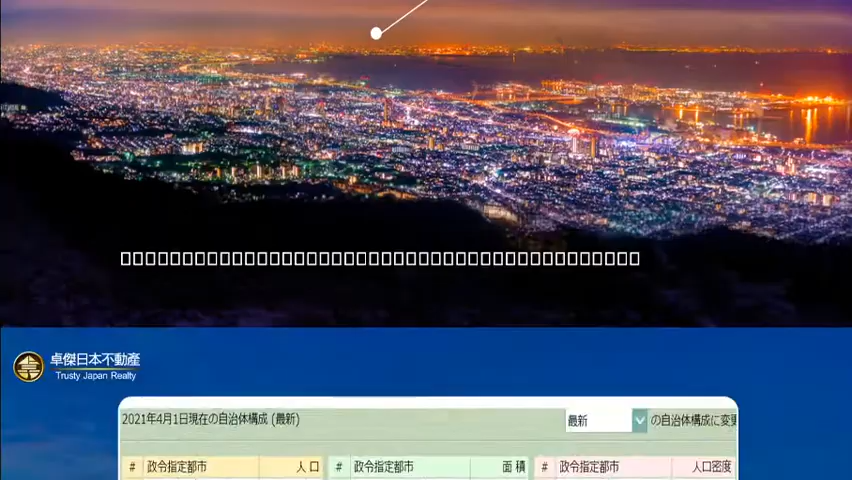 卓傑日本不動產
Trusty Japan Realty
2021年4月1日現在の自治体構成 (最新)
最新
の自治体構成に変更
# 政令指定都市 人口 # 政令指定都市 面積 # 政令指定都市 人口密度